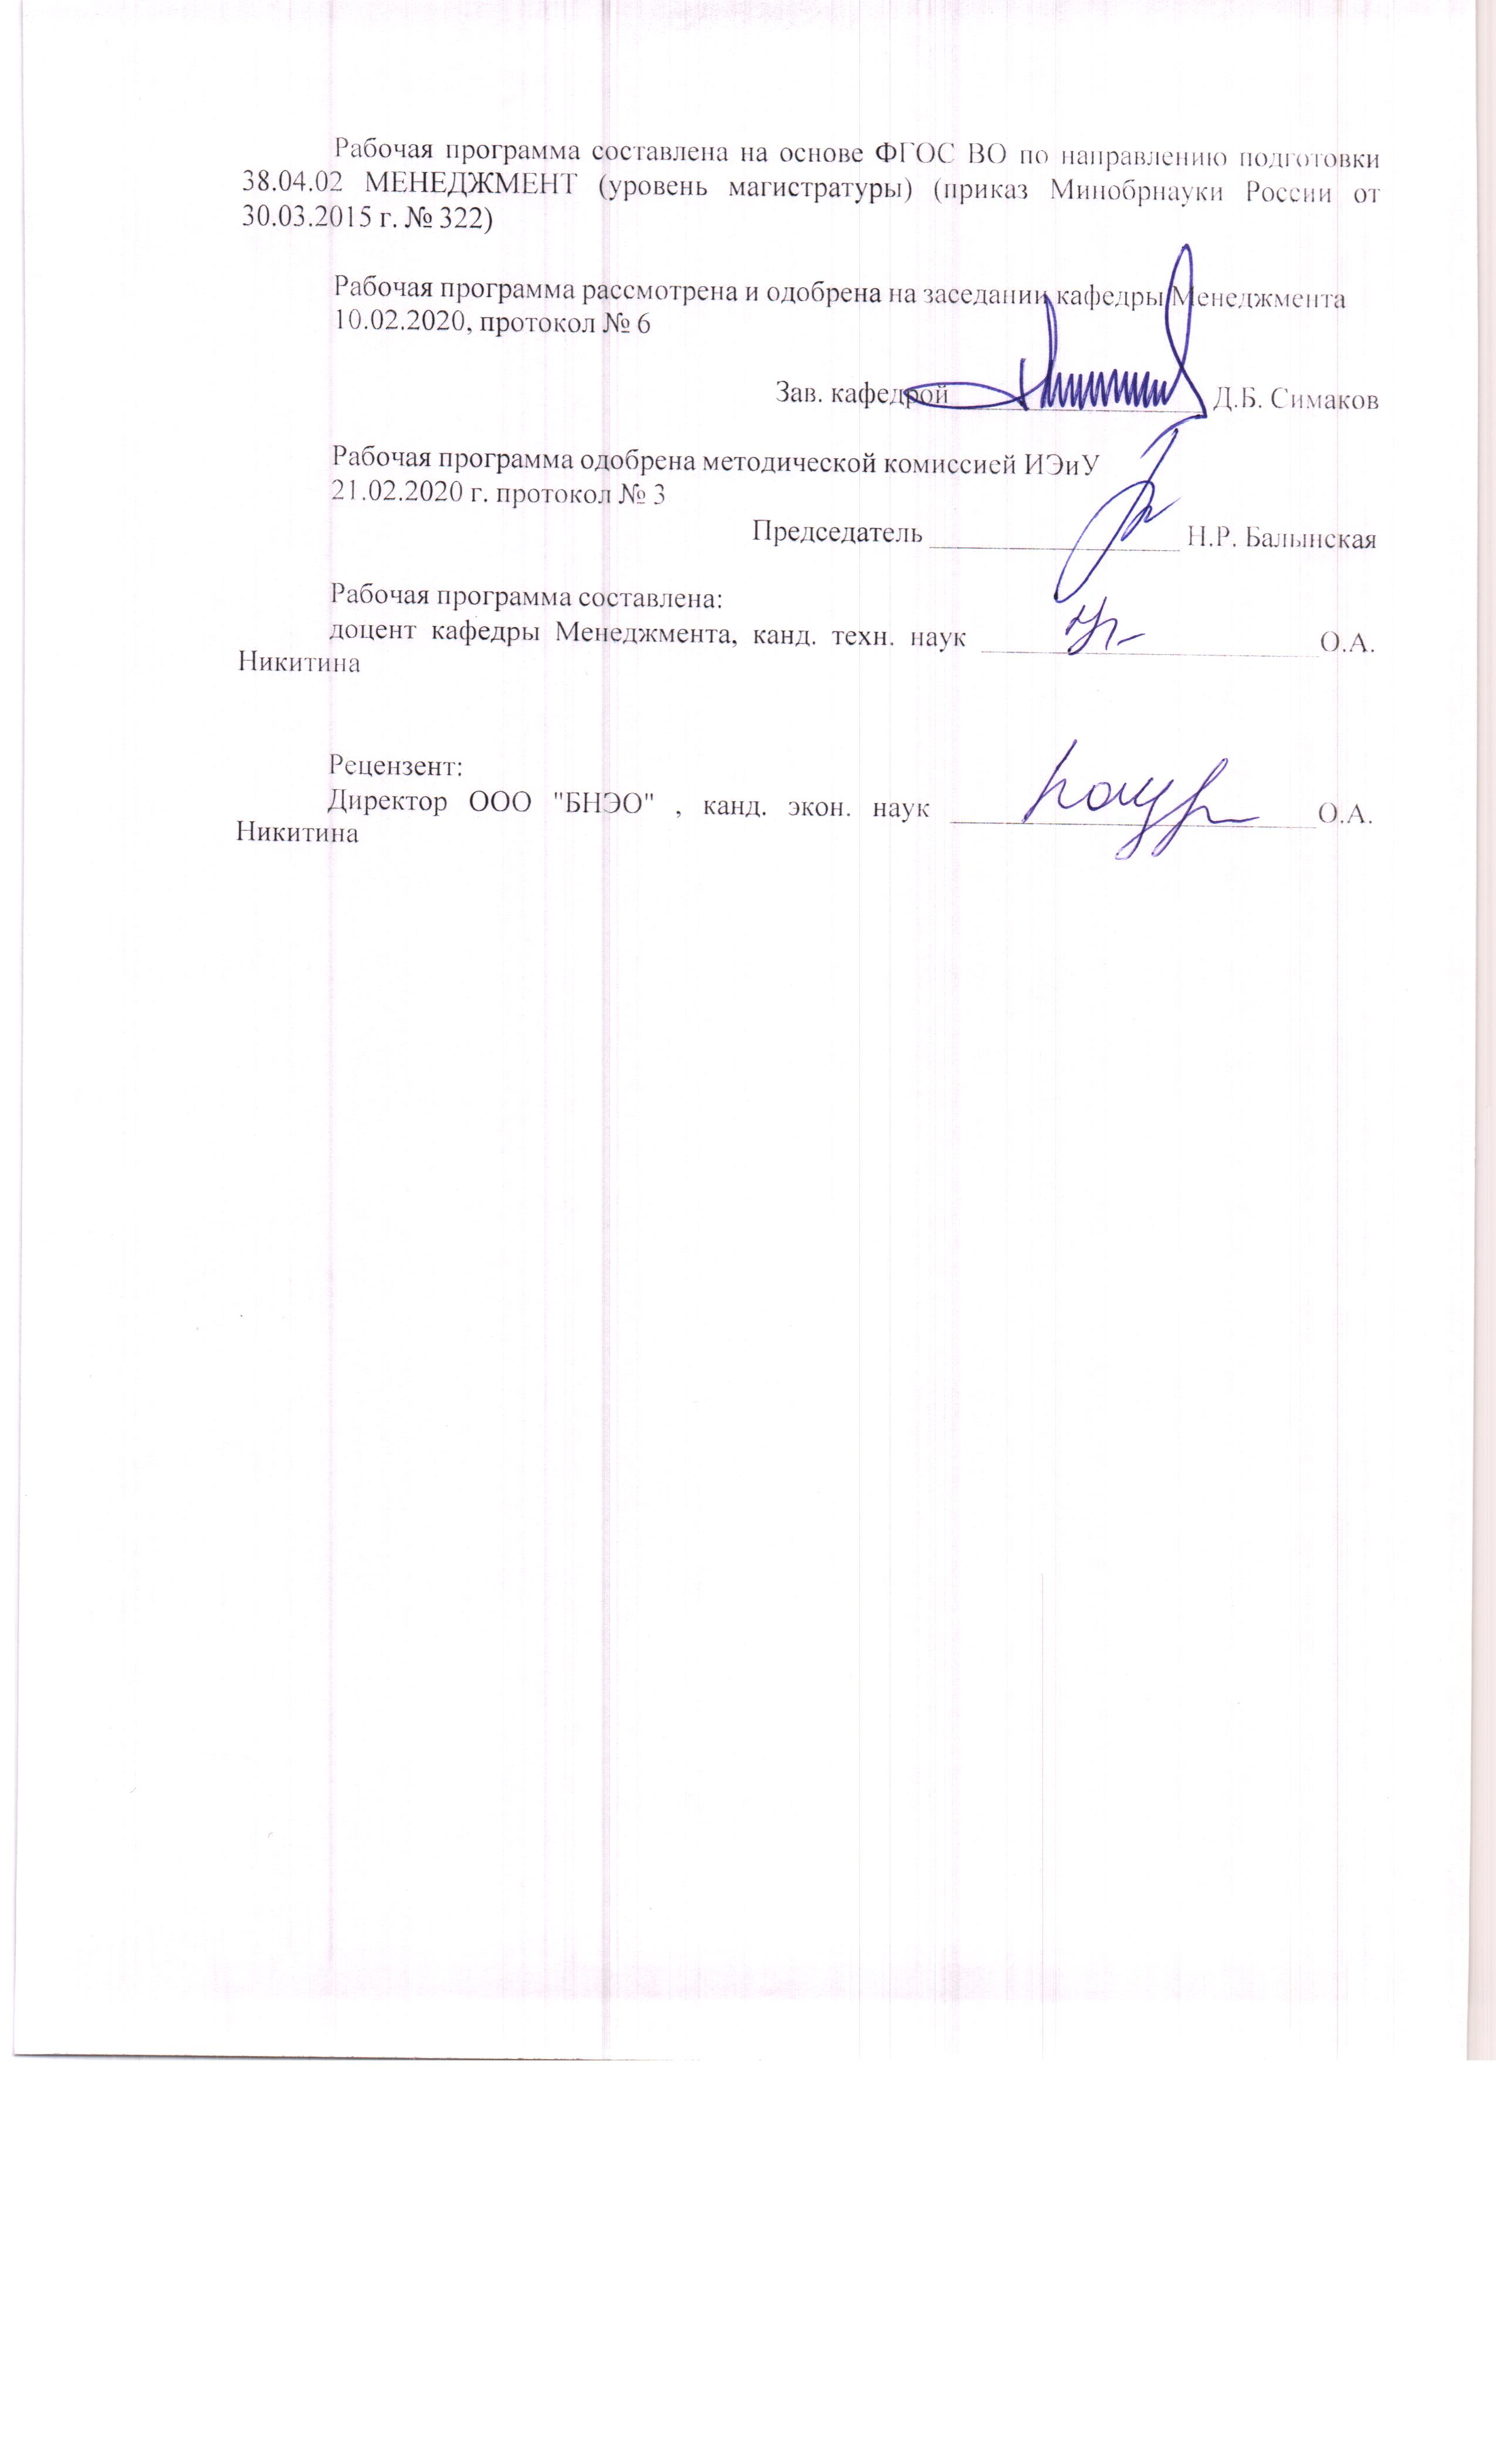 Рабочая программа составлена на основе ФГОС ВО по направлению подготовки
38.04.02 МЕНЕДЖМЕНТ (уровень магистратуры) (приказ Минобрнауки России от
30.03.2015 г. № 322)
Рабочая программа рассмотрена и одобрена на заседании кафедры Менеджмента
10.02.2020, протокол № 6
Зав. кафедрой Д.Б. Симаков
Рабочая программа одобрена методической комиссией ИЭиУ
21.02.2020 г. протокол № 3
Председатель Н.Р. Балынская
Рабочая программа составлена:
доцент кафедры Менеджмента, канд. техн. наук О.А.
Никитина
Рецензент:
Директор ООО "БНЭО" , канд. экон. наук О.А.
Никитина